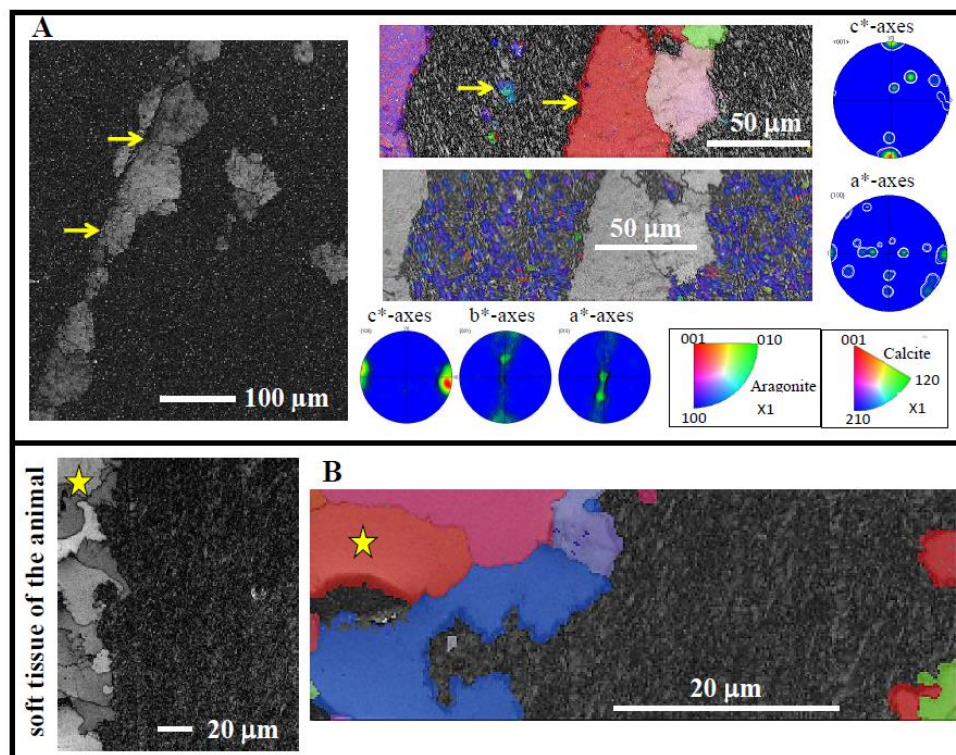 A
100 µm
50 µm
50 µm
c*-axes
a*-axes
c*-axes
b*-axes
a*-axes
001
010
Aragonite
100
X1
001
Calcite
120
210
X1
soft tissue of the animal
20 µm
B
20 µm